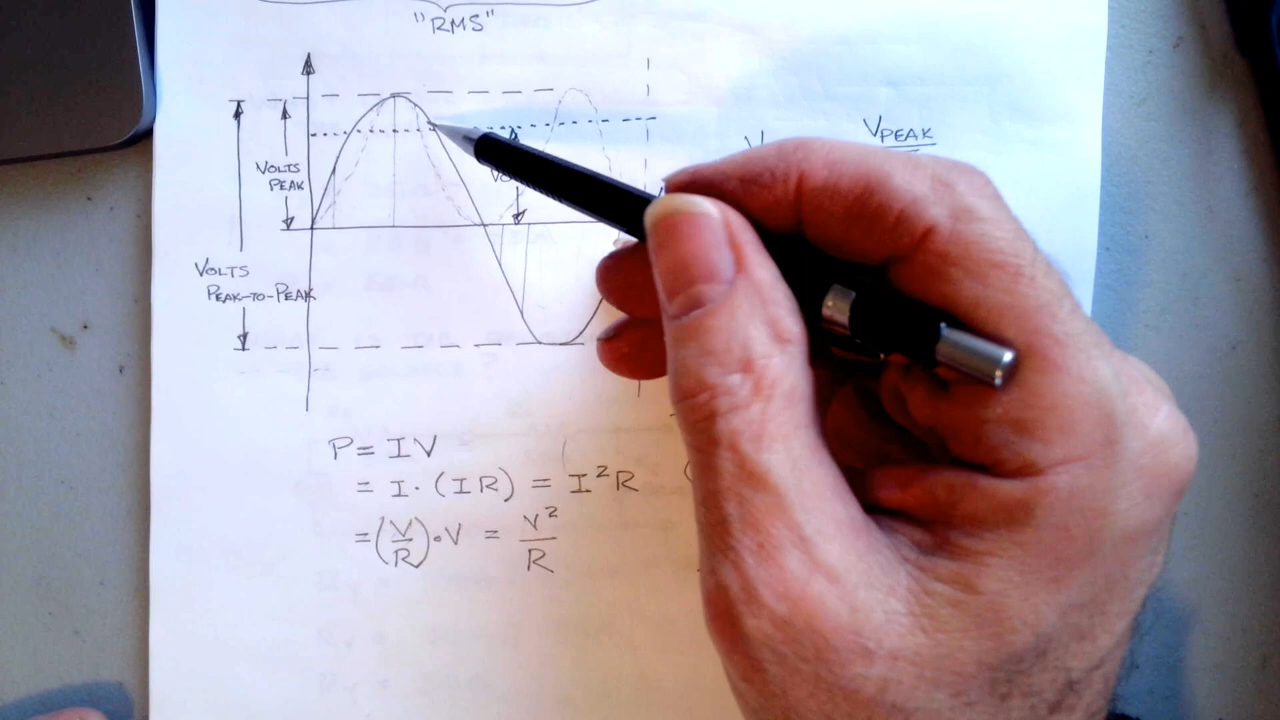 "RMS"
V
VPEAK
VOLTS
PEAK
VOLTS
PEAK-TO-PEAK
P = IV
= I·(IR) = I²R
=(V/R)•V = V²/R